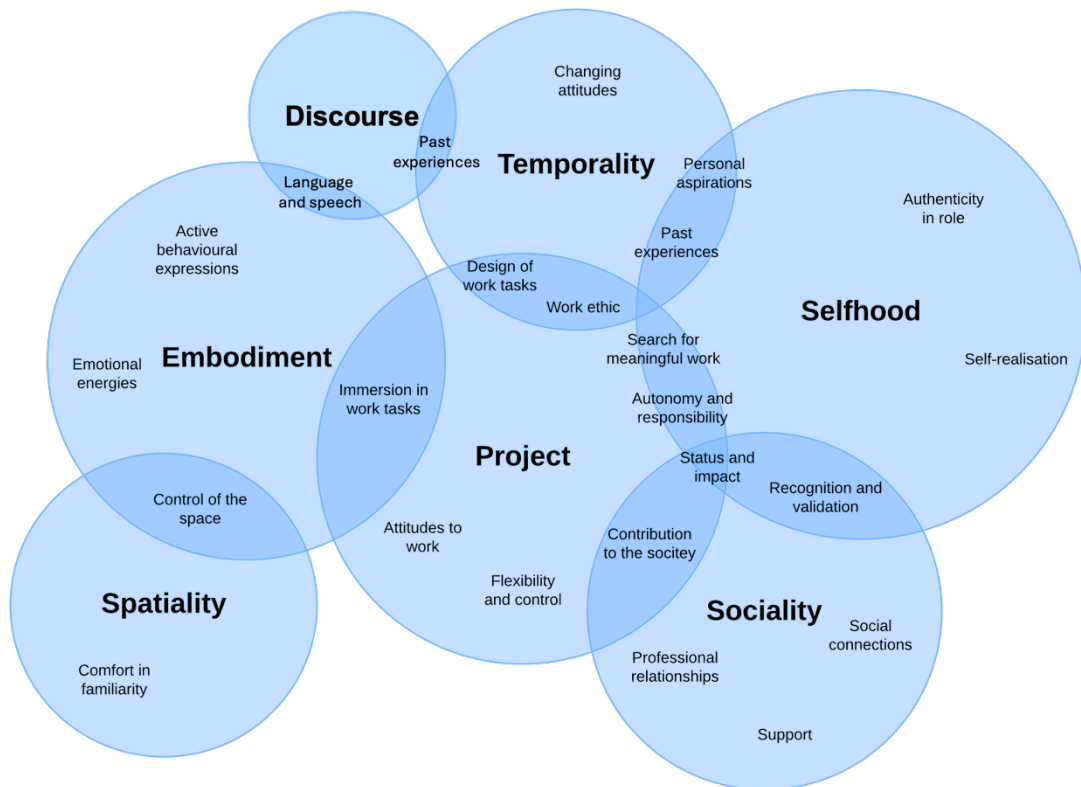 Changing
attitudes
Discourse
Past
experiences
Temporality
Personal
aspirations
Language
and speech
Authenticity
in role
Active
behavioural
expressions
Past
experiences
Design of
work tasks
Work ethic
Selfhood
Search for
meaningful work
Embodiment
Emotional
energies
Self-realisation
Immersion in
work tasks
Autonomy and
responsibility
Project
Status and
impact
Recognition and
validation
Control of the
space
Attitudes to
work
Contribution
to the socitey
Flexibility
and control
Spatiality
Sociality
Social
connections
Professional
relationships
Comfort in
familiarity
Support